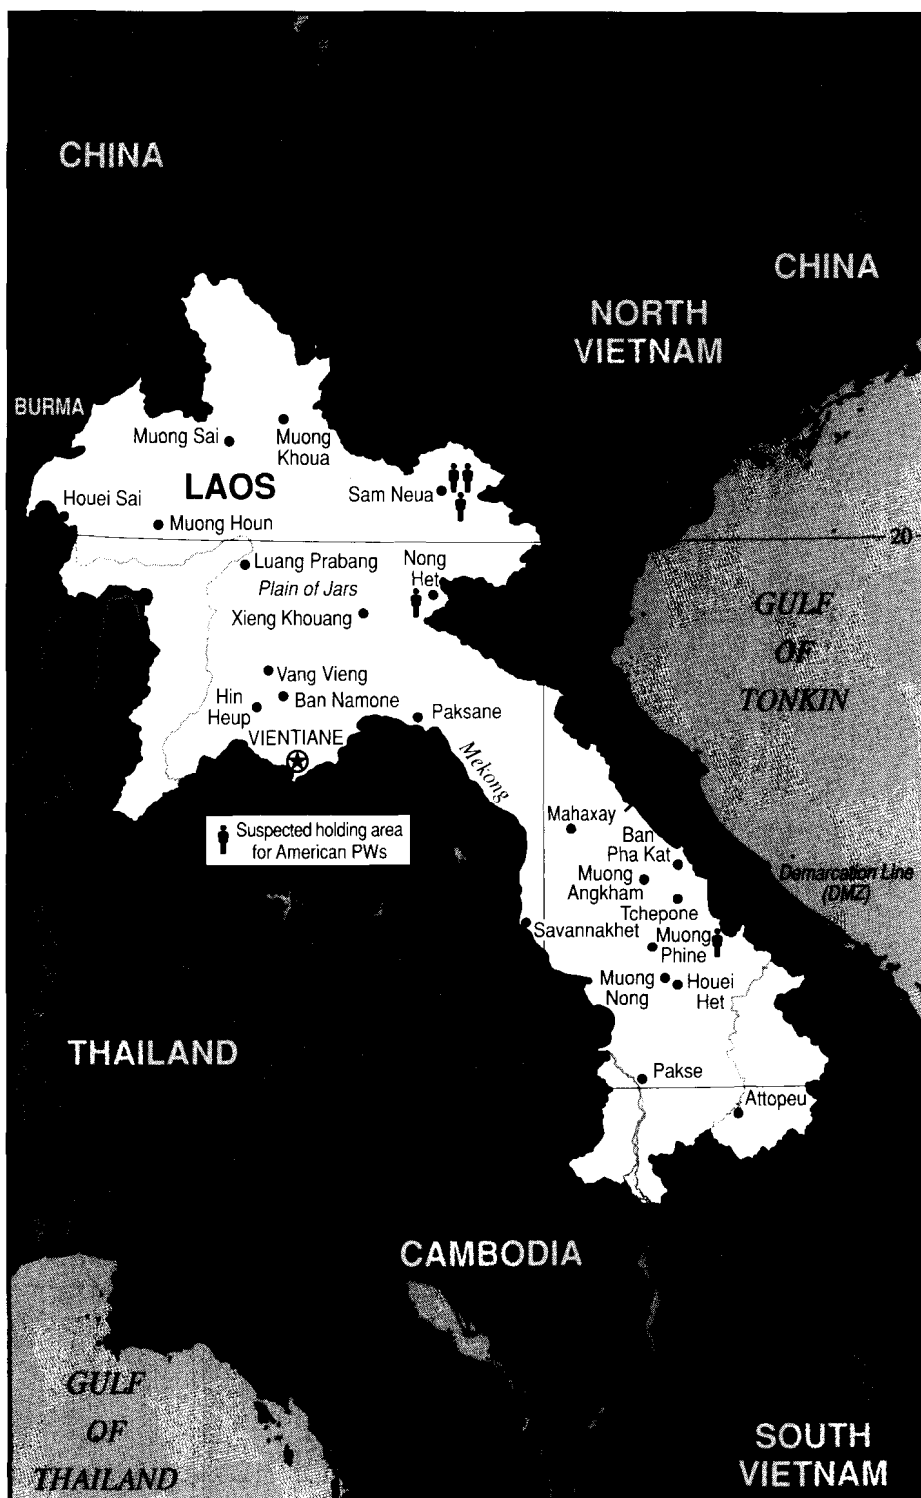 CHINA
CHINA
NORTH
VIETNAM
BURMA
Muong Sai
Muong
Khoua
LAOS
Sam Neua
Houei Sai
Muong Houn
20
Luang Prabang
Nong
Het
Plain of Jars
GULF
OF
TONKIN
Xieng Khouang
Vang Vieng
Hin
Heup
Ban Namone
Paksane
VIENTIANE
Mekong
Suspected holding area
for American PWs
Mahaxay
Ban
Pha Kat
Muong
Angkham
Demarcation Line
(DMZ)
Tchepone
Savannakhet
Muong
Phine
Muong
Nong
Houei
Het
THAILAND
Pakse
Attopeu
CAMBODIA
GULF
OF
THAILAND
SOUTH
VIETNAM